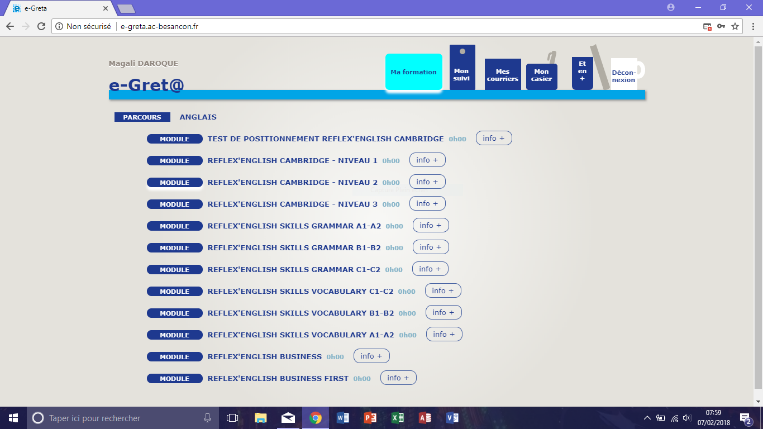 e-Greta
Non sécurisé | e-greta.ac-besancon.fr
Magali DAROQUE
e-Gret@
Ma formation
Mon suivi
Mes courriers
Mon casier
Et en +
Décon-
nexion
PARCOURS ANGLAIS
MODULE TEST DE POSITIONNEMENT REFLEX'ENGLISH CAMBRIDGE 0h00 info +
MODULE REFLEX'ENGLISH CAMBRIDGE - NIVEAU 1 0h00 info +
MODULE REFLEX'ENGLISH CAMBRIDGE - NIVEAU 2 0h00 info +
MODULE REFLEX'ENGLISH CAMBRIDGE - NIVEAU 3 0h00 info +
MODULE REFLEX'ENGLISH SKILLS GRAMMAR A1-A2 0h00 info +
MODULE REFLEX'ENGLISH SKILLS GRAMMAR B1-B2 0h00 info +
MODULE REFLEX'ENGLISH SKILLS GRAMMAR C1-C2 0h00 info +
MODULE REFLEX'ENGLISH SKILLS VOCABULARY C1-C2 0h00 info +
MODULE REFLEX'ENGLISH SKILLS VOCABULARY B1-B2 0h00 info +
MODULE REFLEX'ENGLISH SKILLS VOCABULARY A1-A2 0h00 info +
MODULE REFLEX'ENGLISH BUSINESS 0h00 info +
MODULE REFLEX'ENGLISH BUSINESS FIRST 0h00 info +
Taper ici pour rechercher
07:59
07/02/2018
2